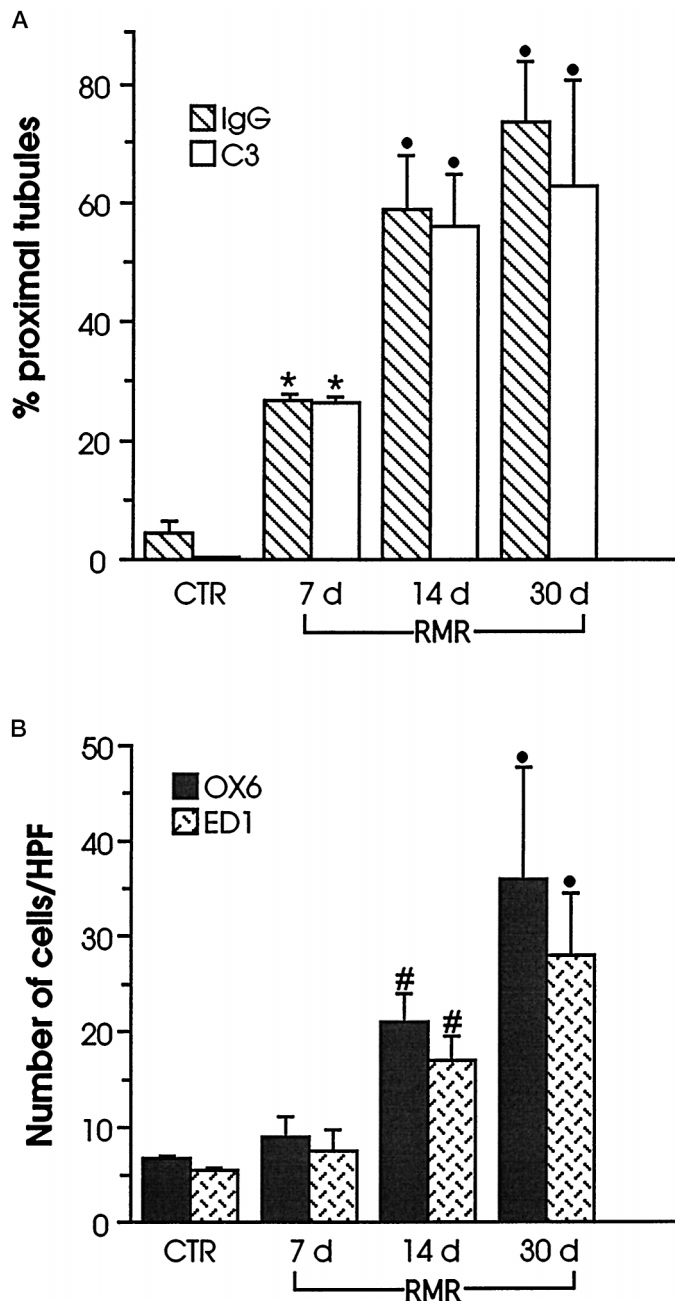 A
% proximal tubules
80
60
40
20
0
IgG
C3
* *
CTR 7 d 14 d 30 d
RMR
B
Number of cells/HPF
50
40
30
20
10
0
OX6
ED1
# #
CTR 7 d 14 d 30 d
RMR